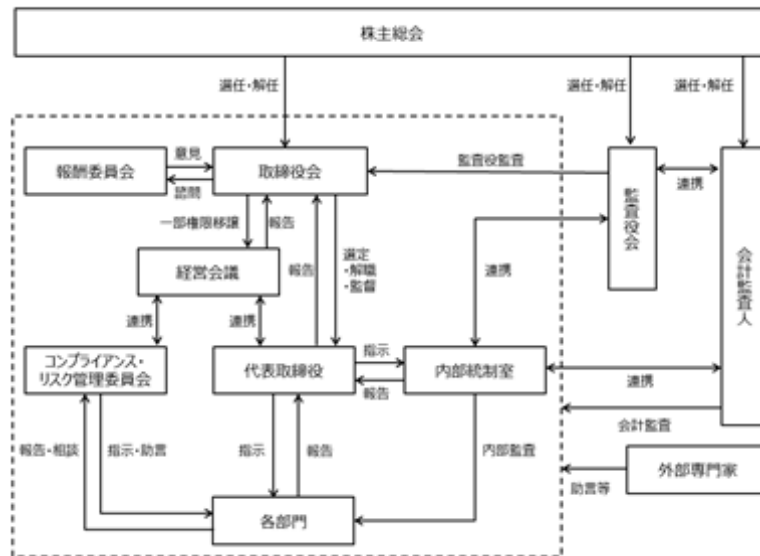 株主総会
選任・解任
選任・解任
選任・解任
報酬委員会
意見
諮問
取締役会
監査役監査
監査役会
連携
会計監査人
一部権限移譲
報告
経営会議
報告
選定
・解職
・監督
連携
連携
連携
コンプライアンス・
リスク管理委員会
代表取締役
指示
報告
内部統制室
連携
会計監査
報告・相談
指示・助言
指示
報告
内部監査
外部専門家
助言等
各部門